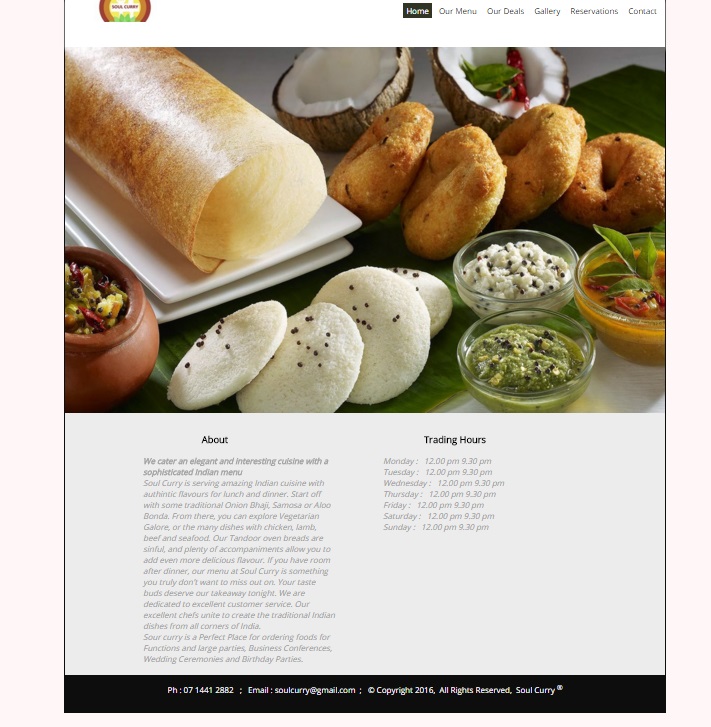 SOUL CURRY
Home Our Menu Our Deals Gallery Reservations Contact
About
We cater an elegant and interesting cuisine with a
sophisticated Indian menu
Soul Curry is serving amazing Indian cuisine with
authintic flavours for lunch and dinner. Start off
with some traditional Onion Bhaji, Samosa or Aloo
Bonda. From there, you can explore Vegetarian
Galore, or the many dishes with chicken, lamb,
beef and seafood. Our Tandoor oven breads are
sinful, and plenty of accompaniments allow you to
add even more delicious flavour. If you have room
after dinner, our menu at Soul Curry is something
you truly don't want to miss out on. Your taste
buds deserve our takeaway tonight. We are
dedicated to excellent customer service. Our
excellent chefs unite to create the traditional Indian
dishes from all corners of India.
Sour curry is a Perfect Place for ordering foods for
Functions and large parties, Business Conferences,
Wedding Ceremonies and Birthday Parties.
Trading Hours
Monday : 12.00 pm 9.30 pm
Tuesday : 12.00 pm 9.30 pm
Wednesday : 12.00 pm 9.30 pm
Thursday : 12.00 pm 9.30 pm
Friday : 12.00 pm 9.30 pm
Saturday : 12.00 pm 9.30 pm
Sunday : 12.00 pm 9.30 pm
Ph : 07 1441 2882 ; Email : soulcurry@gmail.com ; © Copyright 2016, All Rights Reserved, Soul Curry ®